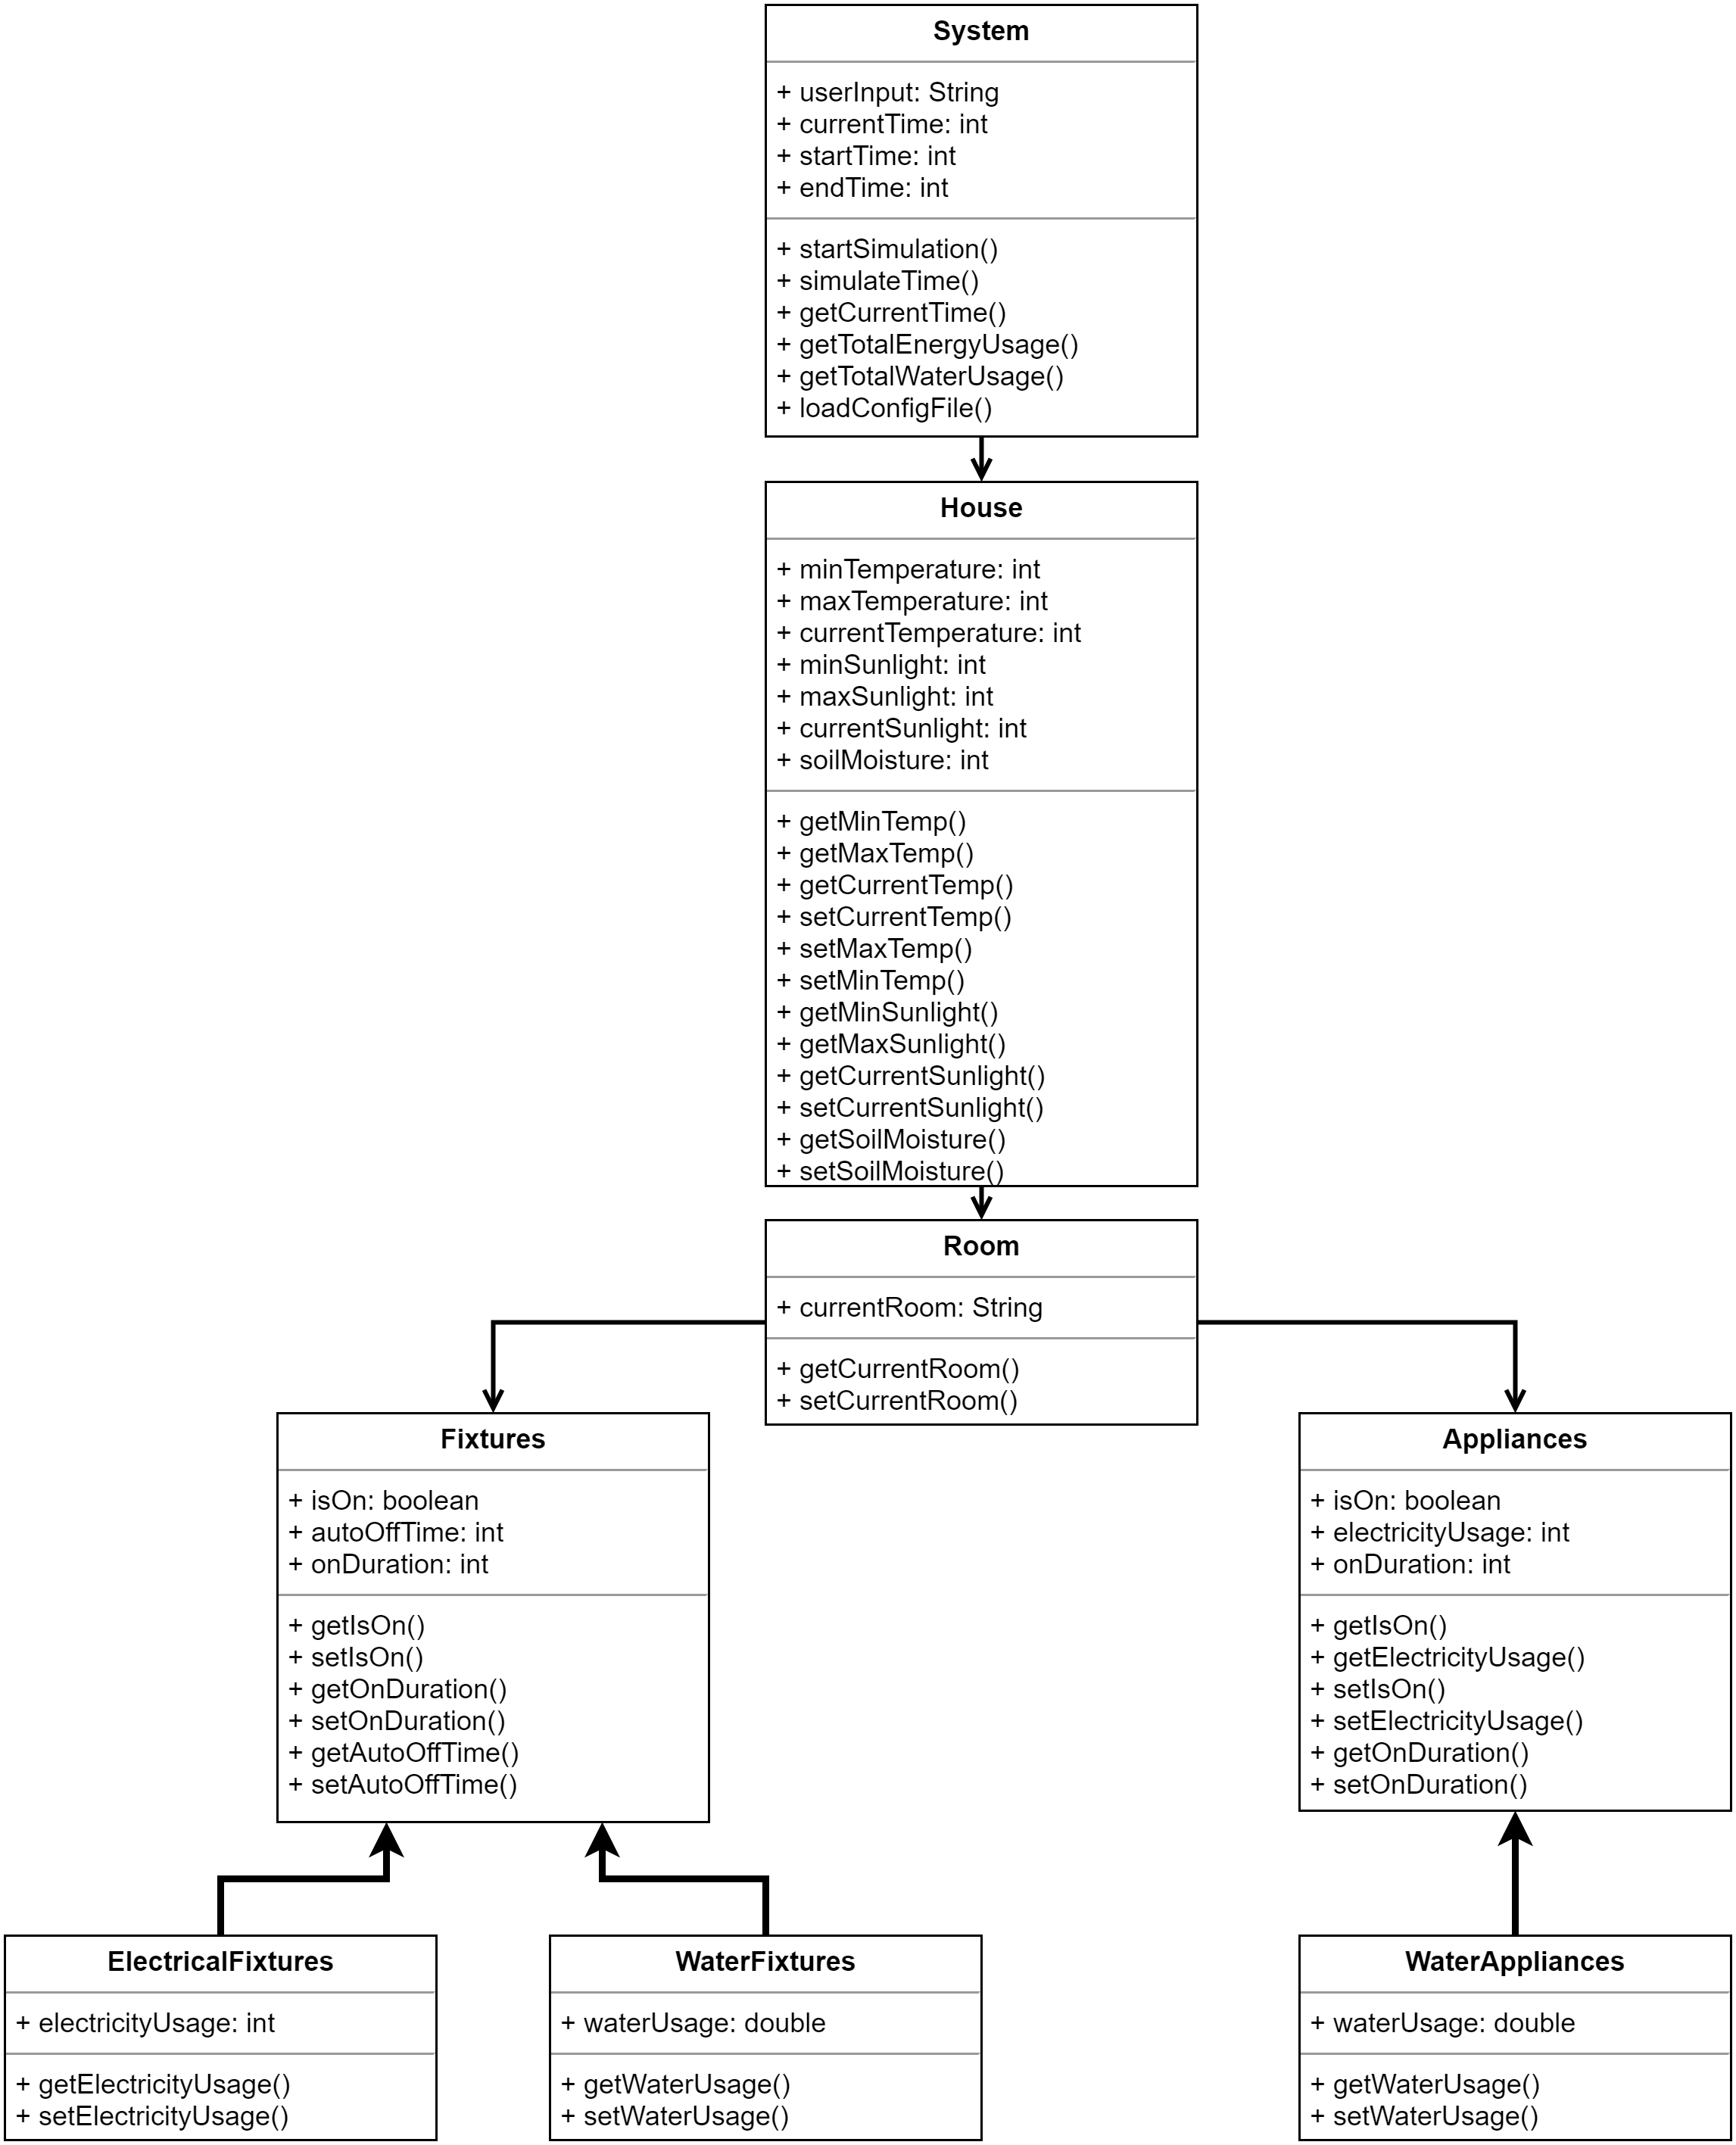 System
+ userInput: String
+ currentTime: int
+ startTime: int
+ endTime: int
+ startSimulation()
+ simulateTime()
+ getCurrentTime()
+ getTotalEnergyUsage()
+ getTotalWaterUsage()
+ loadConfigFile()
House
+ minTemperature: int
+ maxTemperature: int
+ currentTemperature: int
+ minSunlight: int
+ maxSunlight: int
+ currentSunlight: int
+ soilMoisture: int
+ getMinTemp()
+ getMaxTemp()
+ getCurrentTemp()
+ setCurrentTemp()
+ setMaxTemp()
+ setMinTemp()
+ getMinSunlight()
+ getMaxSunlight()
+ getCurrentSunlight()
+ setCurrentSunlight()
+ getSoilMoisture()
+ setSoilMoisture()
Room
+ currentRoom: String
+ getCurrentRoom()
+ setCurrentRoom()
Fixtures
+ isOn: boolean
+ autoOffTime: int
+ onDuration: int
+ getIsOn()
+ setIsOn()
+ getOnDuration()
+ setOnDuration()
+ getAutoOffTime()
+ setAutoOffTime()
Appliances
+ isOn: boolean
+ electricityUsage: int
+ onDuration: int
+ getIsOn()
+ getElectricityUsage()
+ setIsOn()
+ setElectricityUsage()
+ getOnDuration()
+ setOnDuration()
ElectricalFixtures
+ electricityUsage: int
+ getElectricityUsage()
+ setElectricityUsage()
WaterFixtures
+ waterUsage: double
+ getWaterUsage()
+ setWaterUsage()
WaterAppliances
+ waterUsage: double
+ getWaterUsage()
+ setWaterUsage()